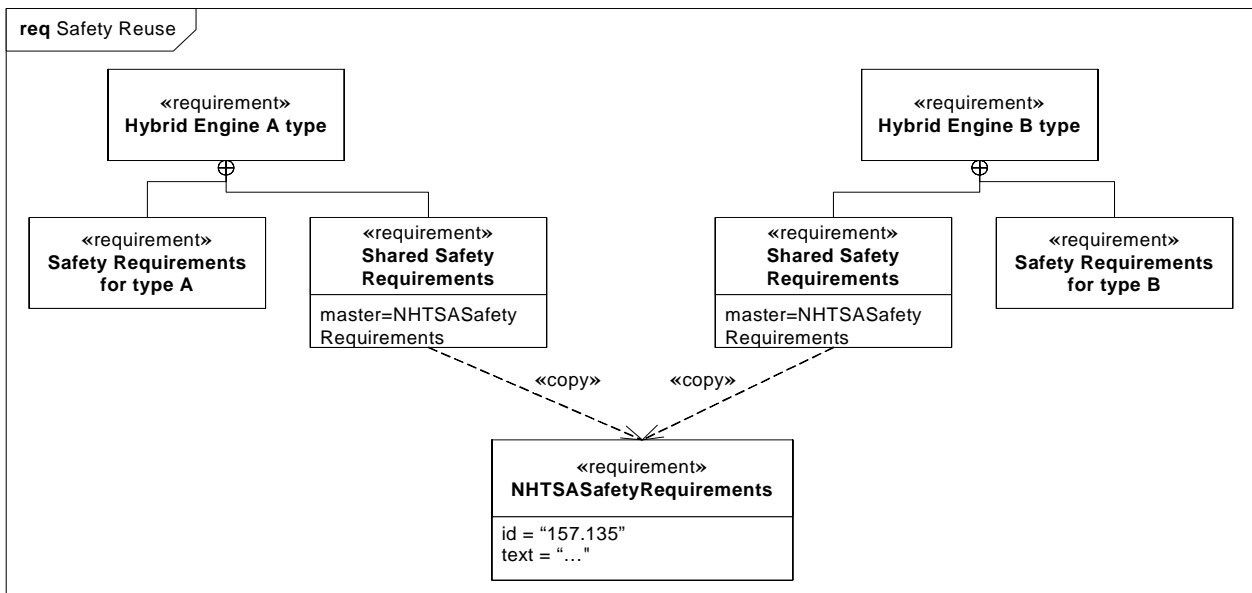 req Safety Reuse
«requirement»
Hybrid Engine A type
«requirement»
Hybrid Engine B type
«requirement»
Safety Requirements
for type A
«requirement»
Shared Safety
Requirements
master=NHTSASafety
Requirements
«requirement»
Shared Safety
Requirements
master=NHTSASafety
Requirements
«requirement»
Safety Requirements
for type B
«copy»
«copy»
«requirement»
NHTSASafetyRequirements
id = “157.135”
text = “…"